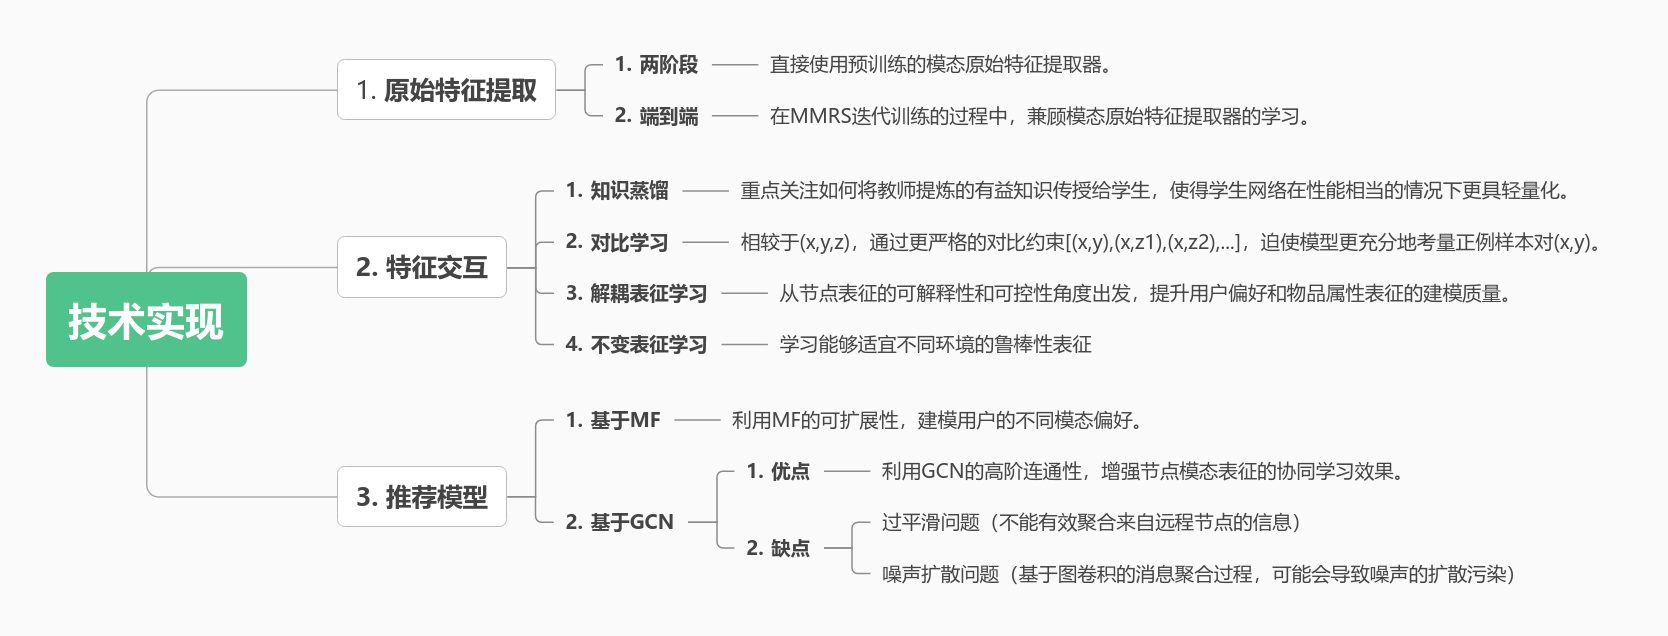 技术实现
1. 原始特征提取
1. 两阶段
直接使用预训练的模态原始特征提取器。
2. 端到端
在MMRS迭代训练的过程中，兼顾模态原始特征提取器的学习。
2. 特征交互
1. 知识蒸馏
重点关注如何将教师提炼的有益知识传授给学生，使得学生网络在性能相当的情况下更具轻量化。
2. 对比学习
相较于(x,y,z)，通过更严格的对比约束[(x,y),(x,z1),(x,z2),...]，迫使模型更充分地考量正例样本对(x,y)。
3. 解耦表征学习
从节点表征的可解释性和可控性角度出发，提升用户偏好和物品属性表征的建模质量。
4. 不变表征学习
学习能够适宜不同环境的鲁棒性表征
3. 推荐模型
1. 基于MF
利用MF的可扩展性，建模用户的不同模态偏好。
2. 基于GCN
1. 优点
利用GCN的高阶连通性，增强节点模态表征的协同学习效果。
2. 缺点
过平滑问题（不能有效聚合来自远程节点的信息）
噪声扩散问题（基于图卷积的消息聚合过程，可能会导致噪声的扩散污染）